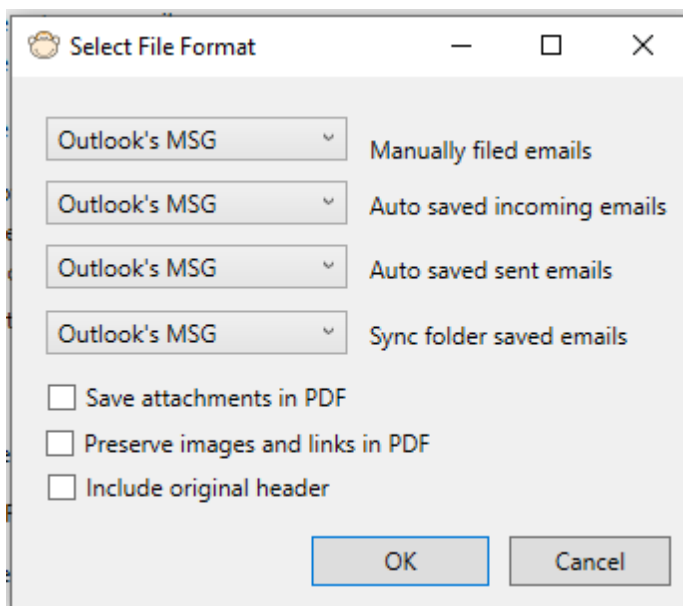 Select File Format
Outlook's MSG Manually filed emails
Outlook's MSG Auto saved incoming emails
Outlook's MSG Auto saved sent emails
Outlook's MSG Sync folder saved emails
Save attachments in PDF
Preserve images and links in PDF
Include original header
OK Cancel